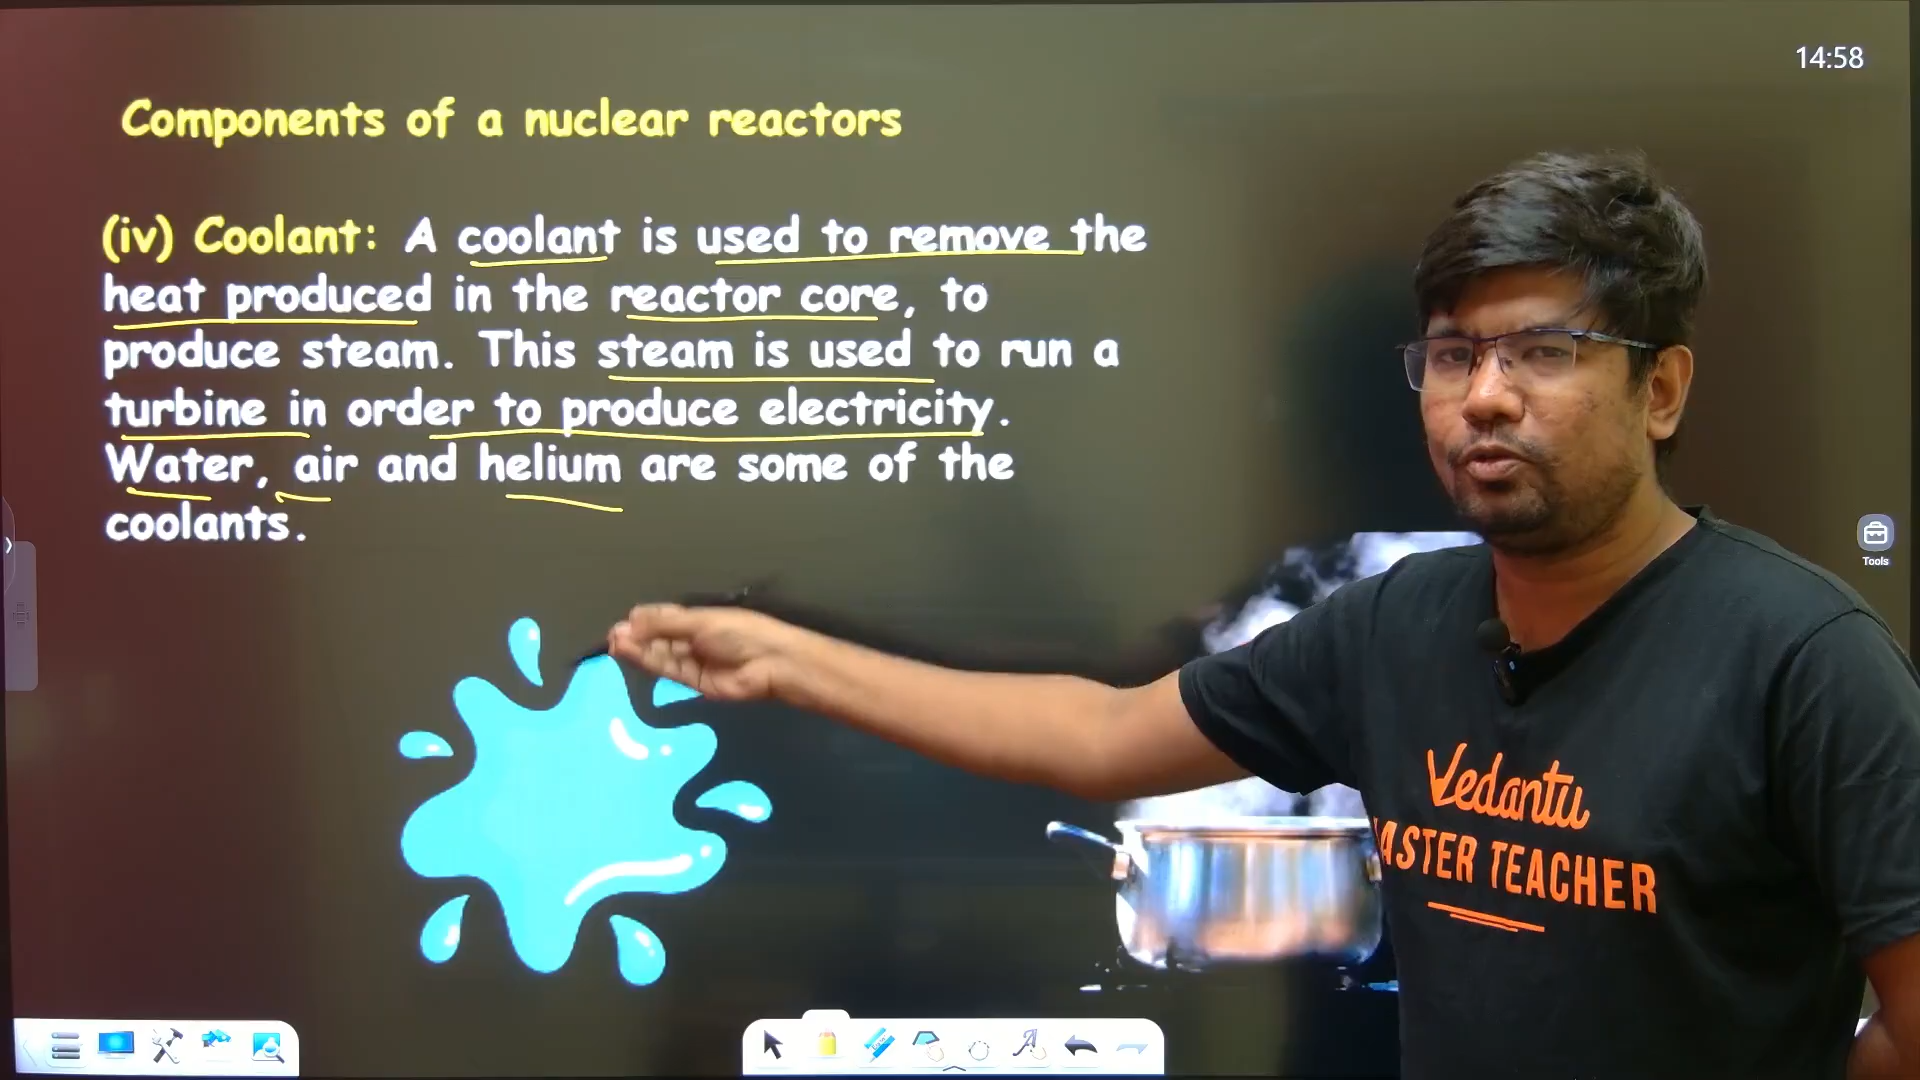 14:58
Components of a nuclear reactors
(iv) Coolant: A coolant is used to remove the
heat produced in the reactor core, to
produce steam. This steam is used to run a
turbine in order to produce electricity.
Water, air and helium are some of the
coolants.
Tools
Vedantu
MASTER TEACHER